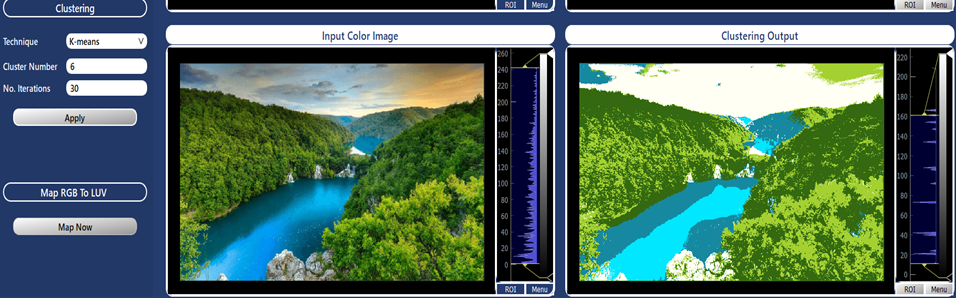 Clustering
ROI Menu
ROI Menu
Technique K-means
Cluster Number 6
No. Iterations 30
Apply
Map RGB To LUV
Map Now
Input Color Image
260
240
220
200
180
160
140
120
100
80
60
40
20
0
ROI Menu
Clustering Output
220
200
180
160
140
120
100
80
60
40
20
0
ROI Menu